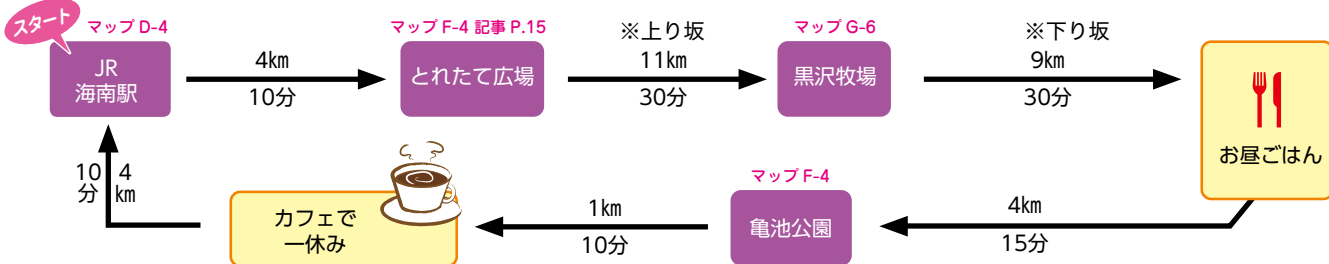 スタート
マップ D-4
JR
海南駅
4km
10分
マップ F-4 記事 P.15
とれたて広場
※上り坂
11km
30分
マップ G-6
黒沢牧場
※下り坂
9km
30分
お昼ごはん
4km
15分
マップ F-4
亀池公園
1km
10分
カフェで
一休み
10分
4km